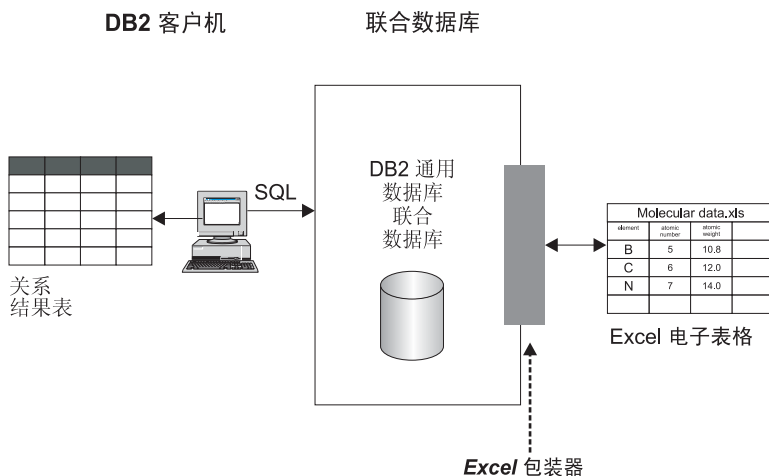 DB2 客户机
联合数据库
SQL
DB2 通用
数据库
联合
数据库
关系
结果表
Molecular data.xls
element atomic number atomic weight
B 5 10.8
C 6 12.0
N 7 14.0
Excel 电子表格
Excel 包装器